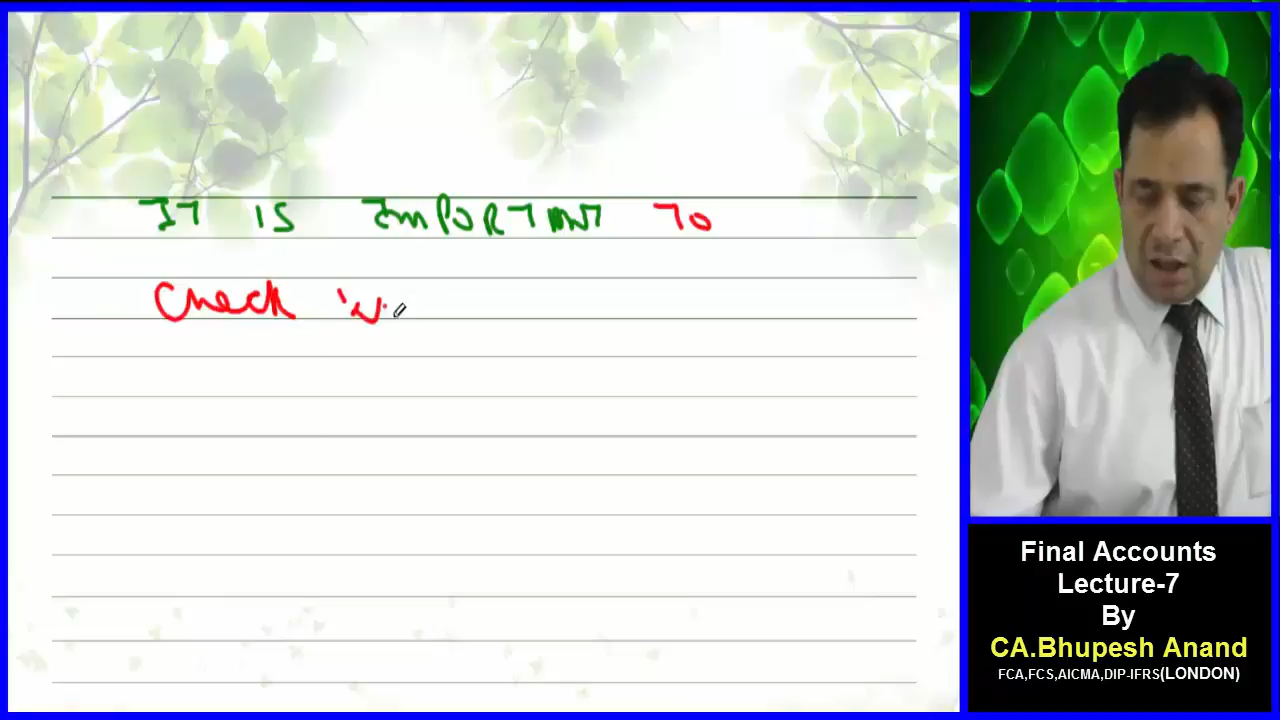 IT IS IMPORTANT TO
Check
Final Accounts
Lecture-7
By
CA.Bhupesh Anand
FCA,FCS,AICMA,DIP-IFRS(LONDON)